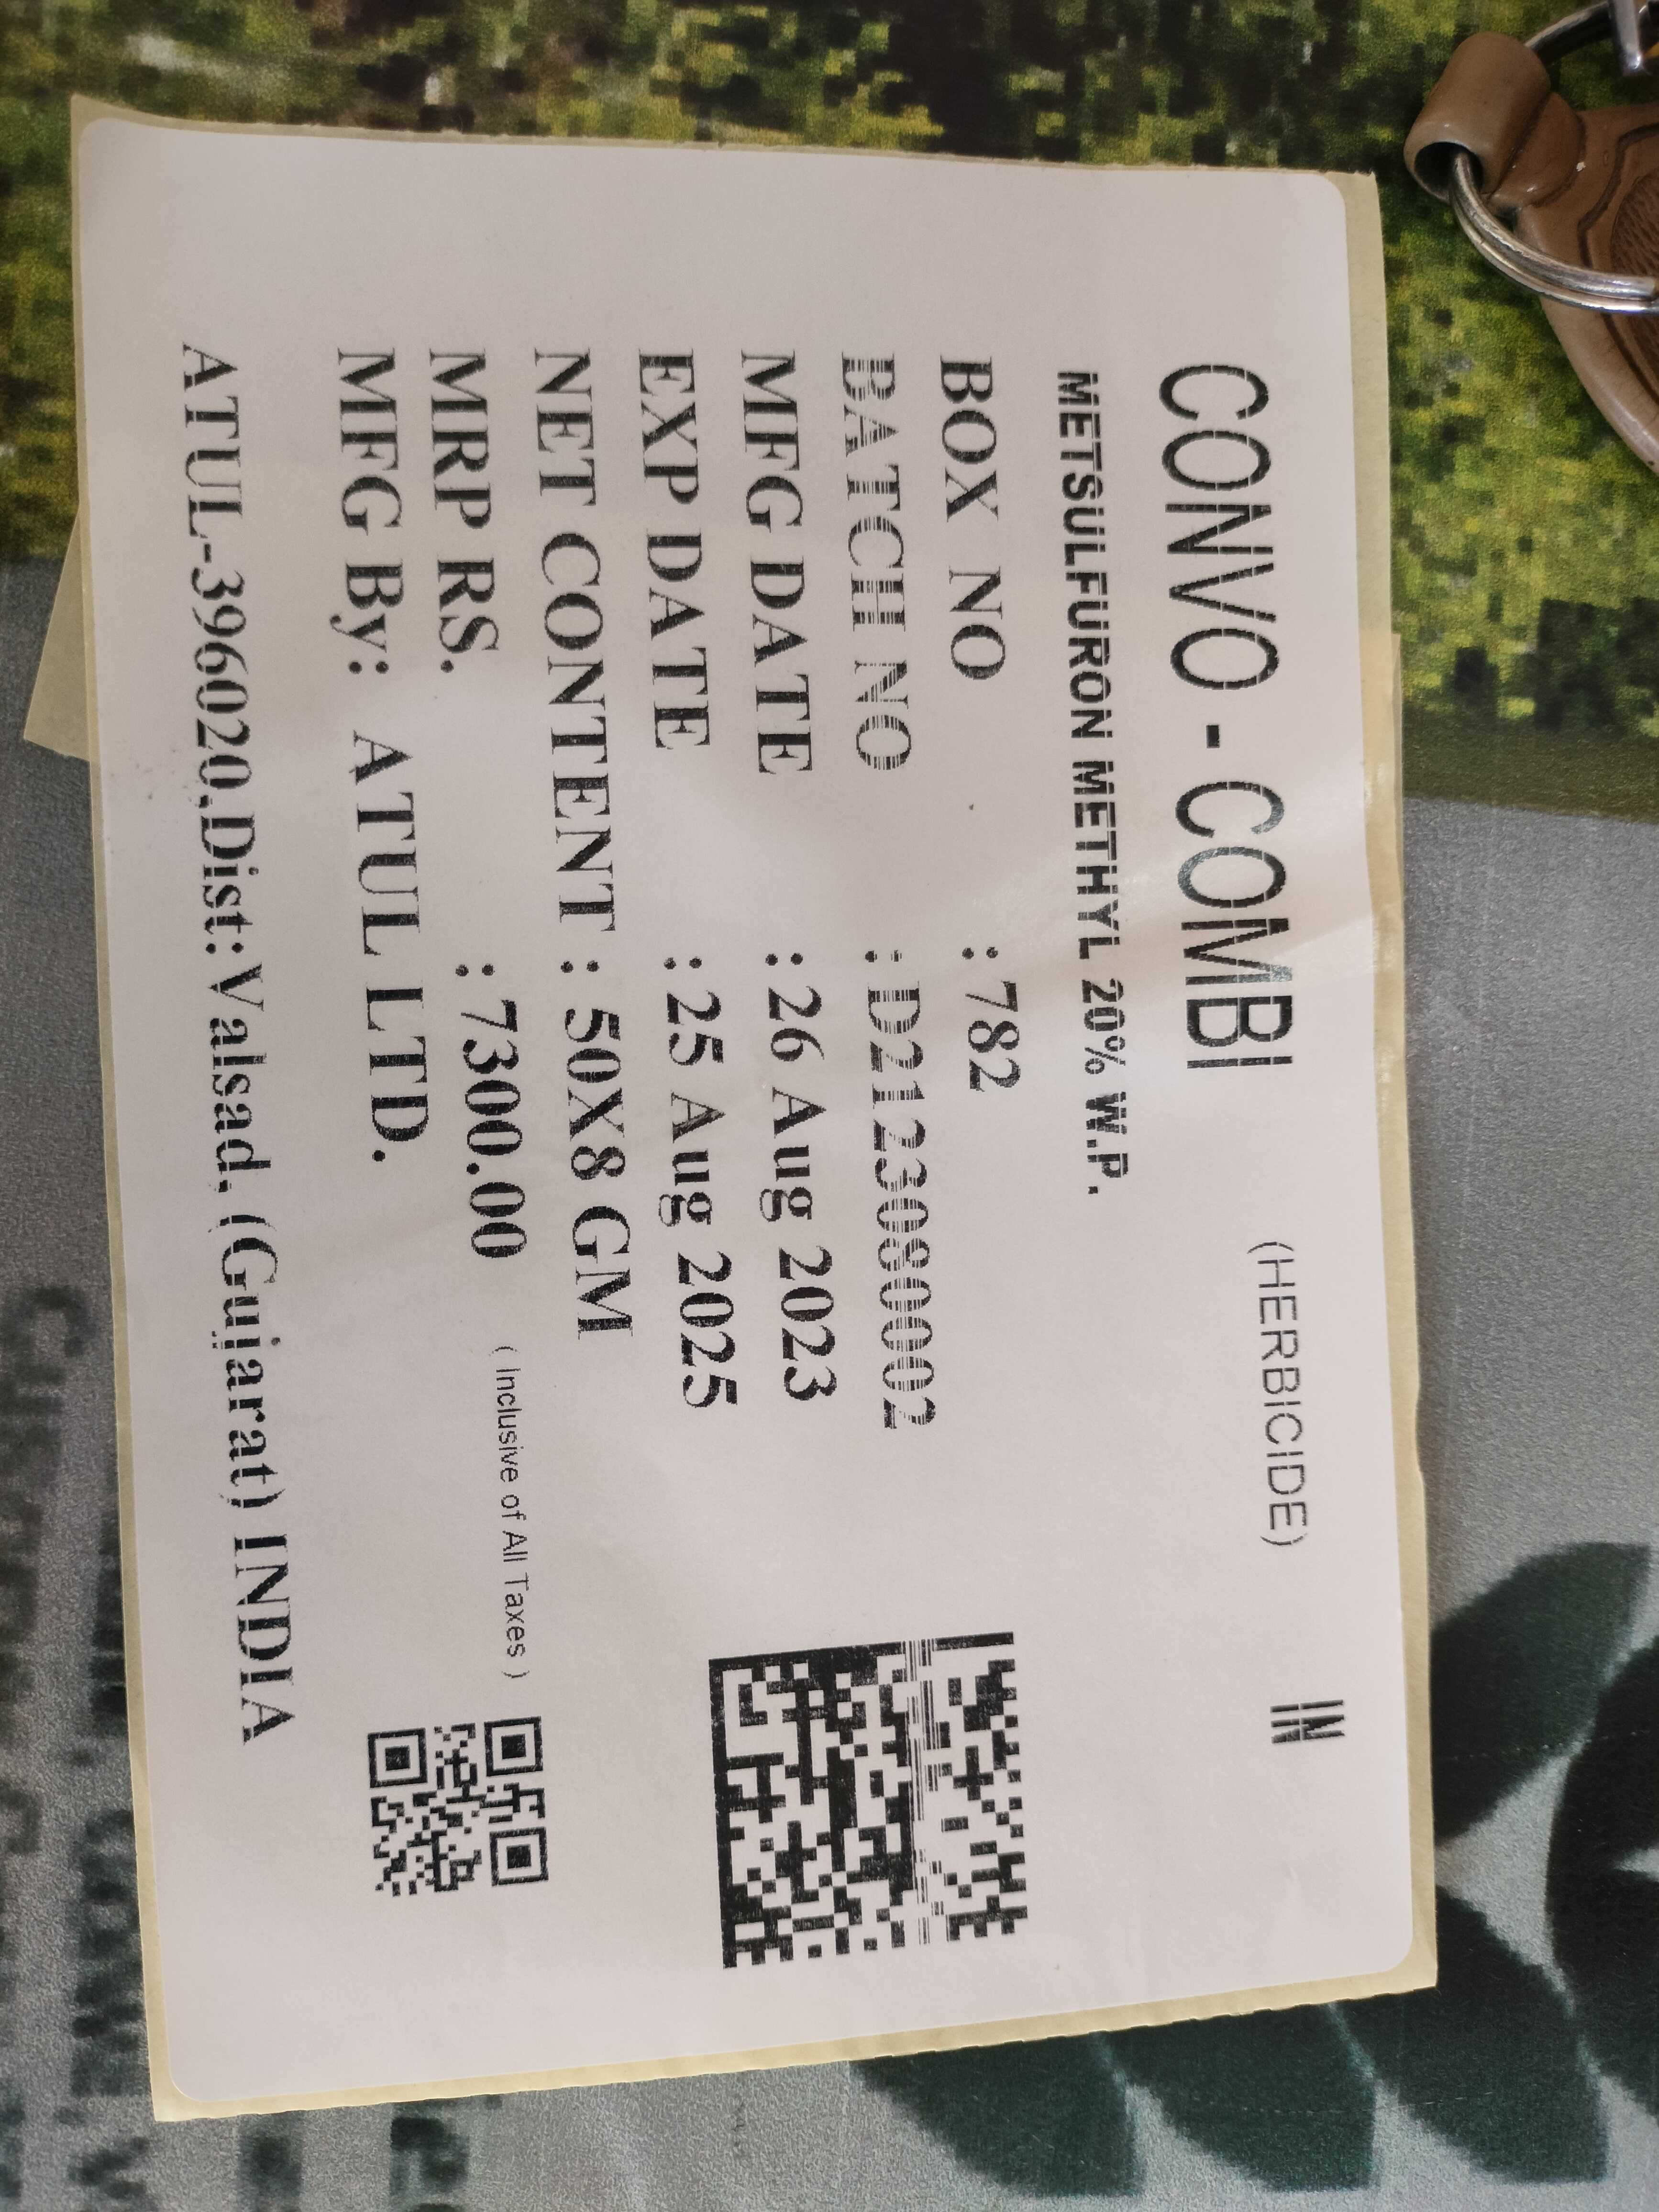 CONVO - COMBI (HERBICIDE) IN
METSULFURON METHYL 20% W.P.
BOX NO : 782
BATCH NO : D2123080002
MFG DATE : 26 Aug 2023
EXP DATE : 25 Aug 2025
NET CONTENT : 50X8 GM
MRP RS. : 7300.00 ( Inclusive of All Taxes )
MFG By: ATUL LTD.
ATUL-396020,Dist:Valsad, (Gujarat) INDIA